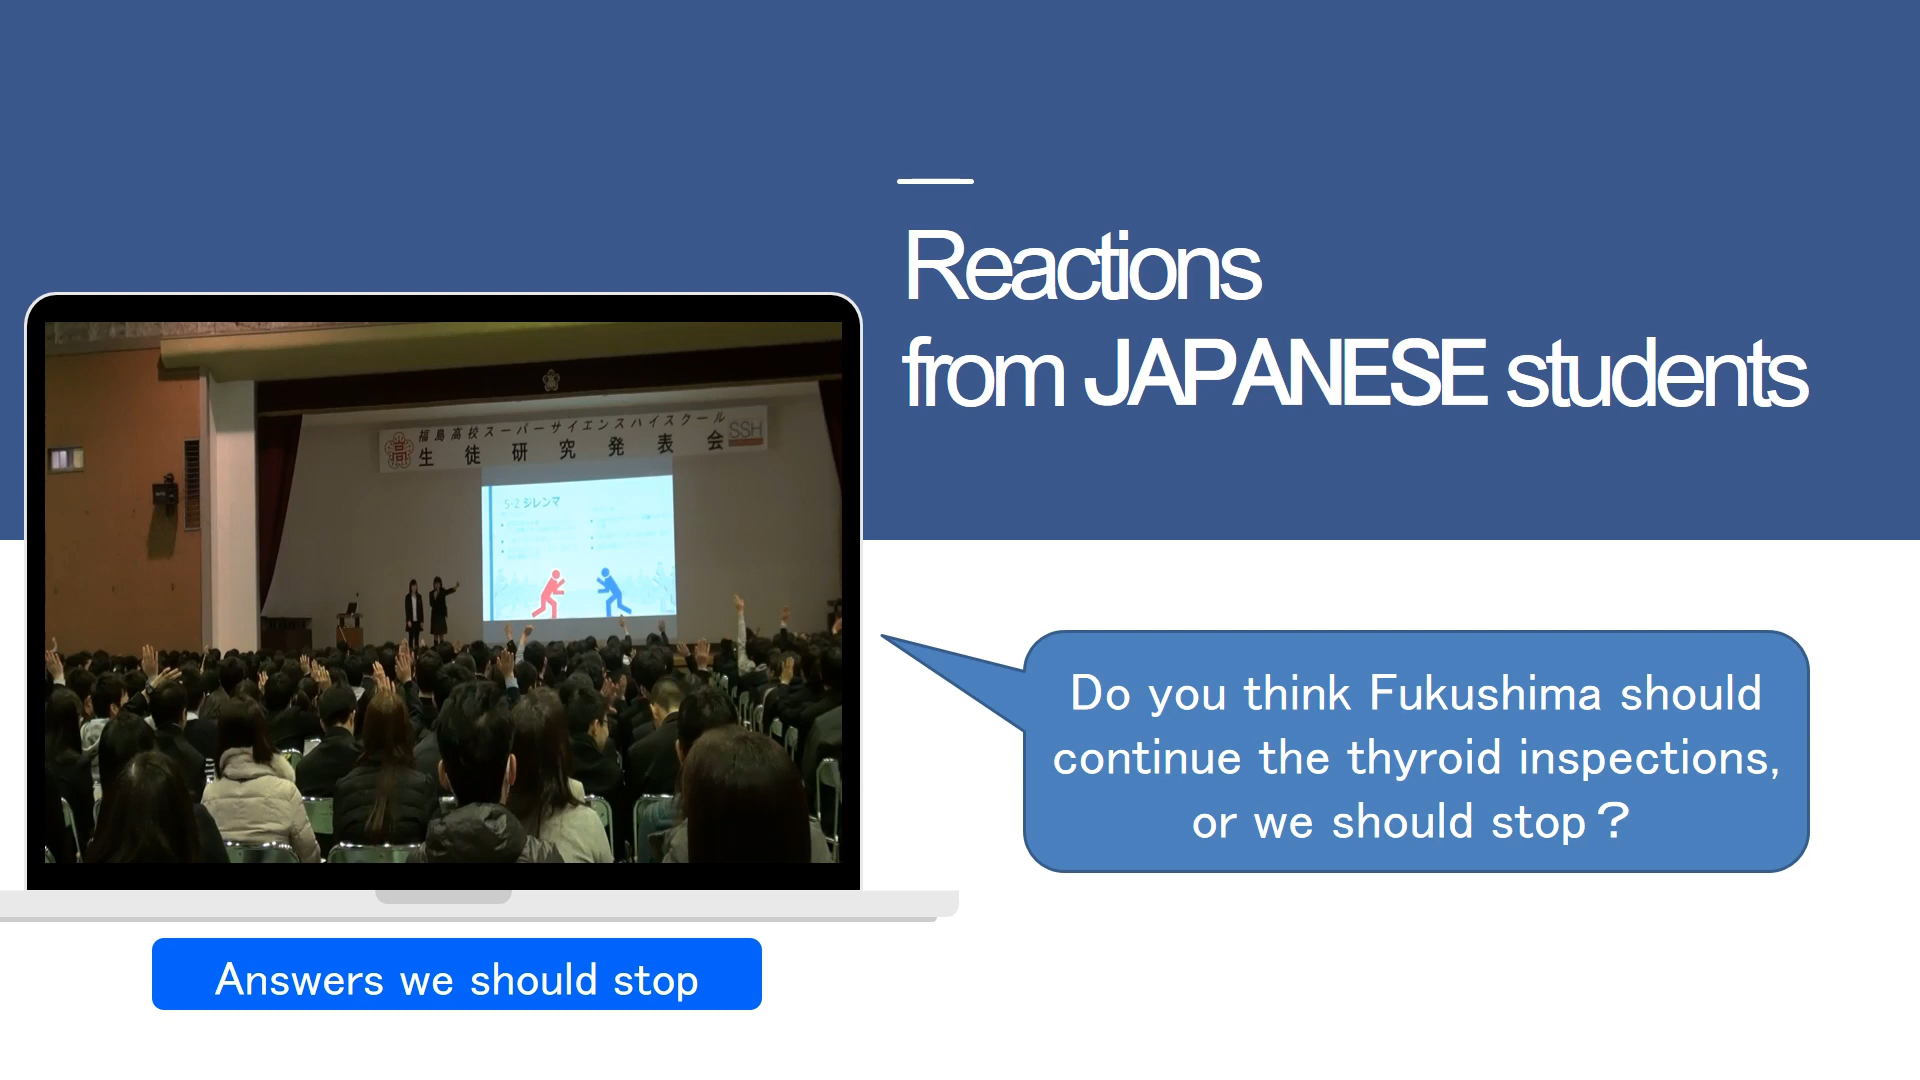 Reactions
from JAPANESE students
福島高校スーパーサイエンスハイスクール
生徒研究発表会
SSH
高
5-2 ジレンマ
Do you think Fukushima should
continue the thyroid inspections,
or we should stop？
Answers we should stop